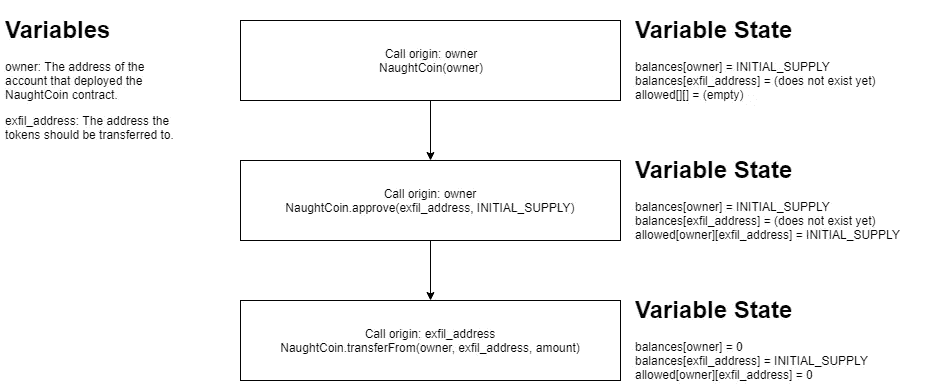 Variables
owner: The address of the
account that deployed the
NaughtCoin contract.
exfil_address: The address the
tokens should be transferred to.
Call origin: owner
NaughtCoin(owner)
Variable State
balances[owner] = INITIAL_SUPPLY
balances[exfil_address] = (does not exist yet)
allowed[][] = (empty)
Call origin: owner
NaughtCoin.approve(exfil_address, INITIAL_SUPPLY)
Variable State
balances[owner] = INITIAL_SUPPLY
balances[exfil_address] = (does not exist yet)
allowed[owner][exfil_address] = INITIAL_SUPPLY
Call origin: exfil_address
NaughtCoin.transferFrom(owner, exfil_address, amount)
Variable State
balances[owner] = 0
balances[exfil_address] = INITIAL_SUPPLY
allowed[owner][exfil_address] = 0